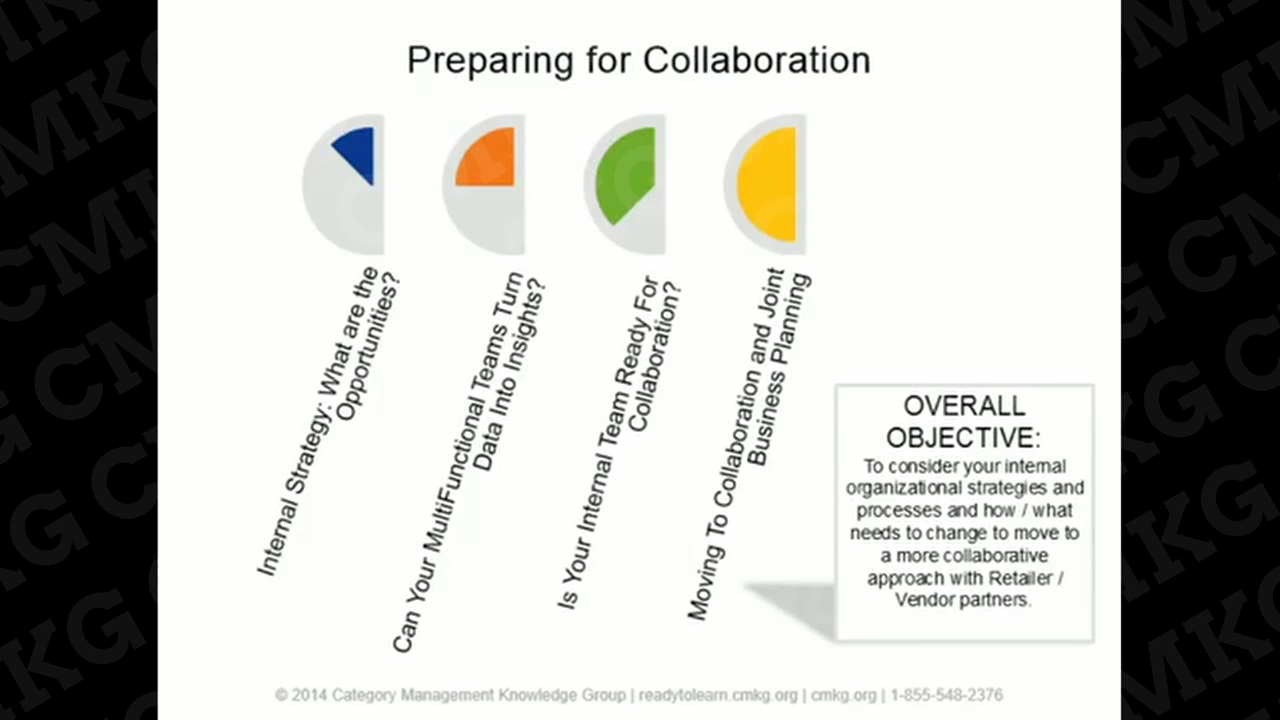 Preparing for Collaboration
Internal Strategy: What are the
Opportunities?
Can Your MultiFunctional Teams Turn
Data Into Insights?
Is Your Internal Team Ready For
Collaboration?
Moving To Collaboration and Joint
Business Planning
OVERALL
OBJECTIVE:
To consider your internal
organizational strategies and
processes and how / what
needs to change to move to
a more collaborative
approach with Retailer /
Vendor partners.
© 2014 Category Management Knowledge Group | readytolearn.cmkg.org | cmkg.org | 1-855-548-2376